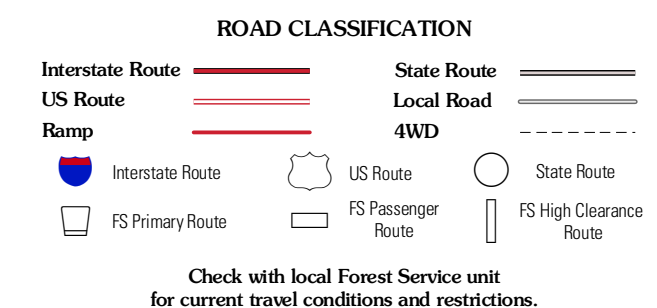 ROAD CLASSIFICATION
Interstate Route
State Route
US Route
Local Road
Ramp
4WD
Interstate Route
US Route
State Route
FS Primary Route
FS Passenger
Route
FS High Clearance
Route
Check with local Forest Service unit
for current travel conditions and restrictions.